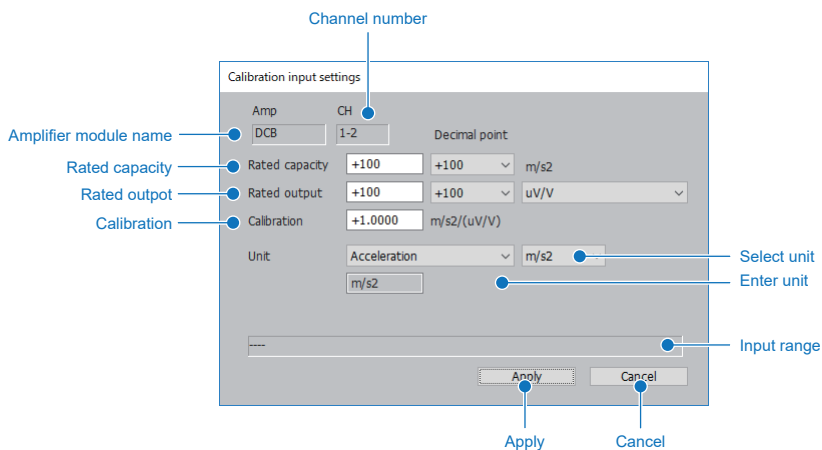 Channel number
Calibration input settings
Amp CH
Amplifier module name DCB 1-2 Decimal point
Rated capacity Rated capacity +100 +100 m/s2
Rated outpot Rated output +100 +100 uV/V
Calibration Calibration +1.0000 m/s2/(uV/V)
Unit Acceleration m/s2 Select unit
m/s2 Enter unit
---- Input range
Apply Cancel
Apply Cancel